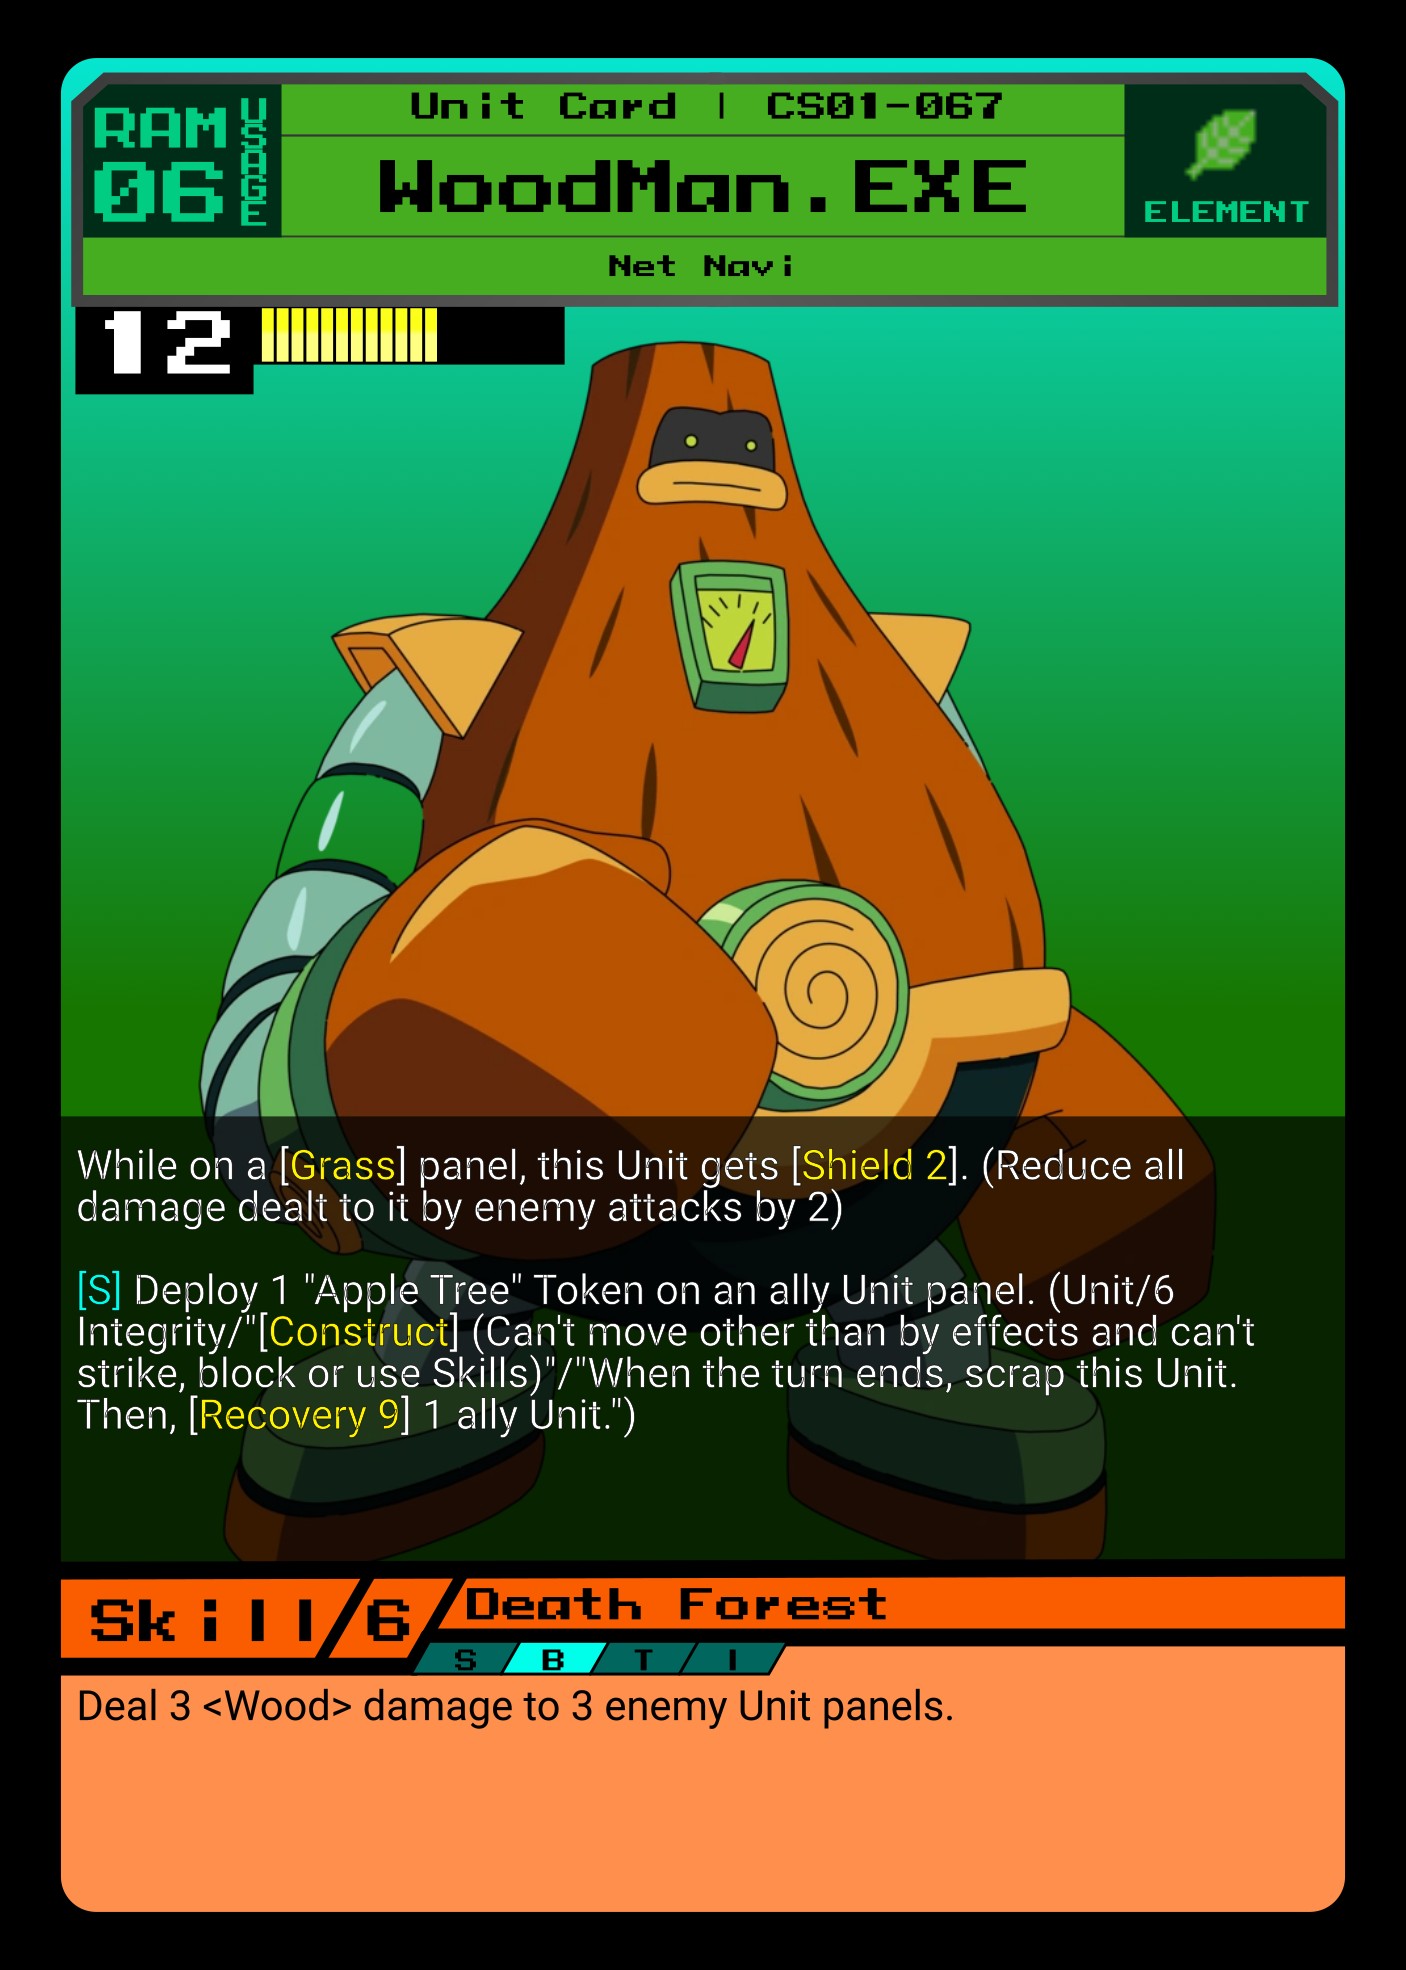 RAM
06
USAGE
Unit Card | CS01-067
WoodMan.EXE
ELEMENT
Net Navi
12
While on a [Grass] panel, this Unit gets [Shield 2]. (Reduce all
damage dealt to it by enemy attacks by 2)
[S] Deploy 1 "Apple Tree" Token on an ally Unit panel. (Unit/6
Integrity/"[Construct] (Can't move other than by effects and can't
strike, block or use Skills)"/"When the turn ends, scrap this Unit.
Then, [Recovery 9] 1 ally Unit.")
Skill/6 Death Forest
S B T I
Deal 3 <Wood> damage to 3 enemy Unit panels.